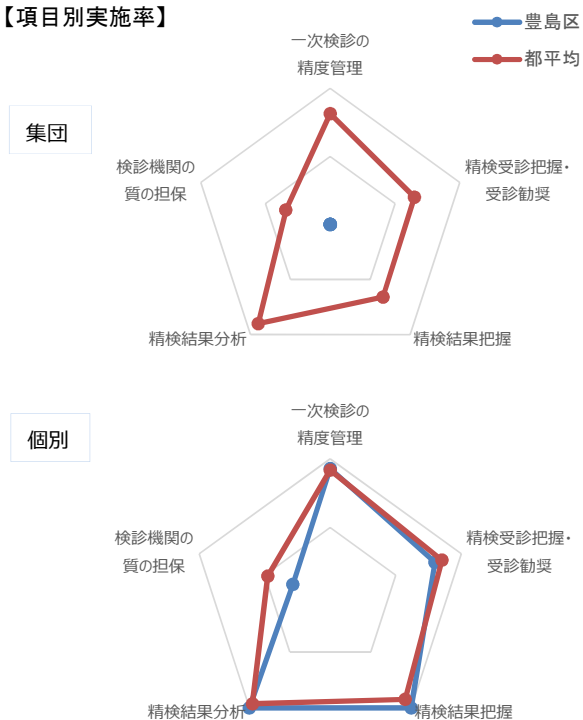 【項目別実施率】
豊島区
都平均
集団
一次検診の
精度管理
精検受診把握・
受診勧奨
精検結果把握
精検結果分析
検診機関の
質の担保
個別
一次検診の
精度管理
精検受診把握・
受診勧奨
精検結果把握
精検結果分析
検診機関の
質の担保